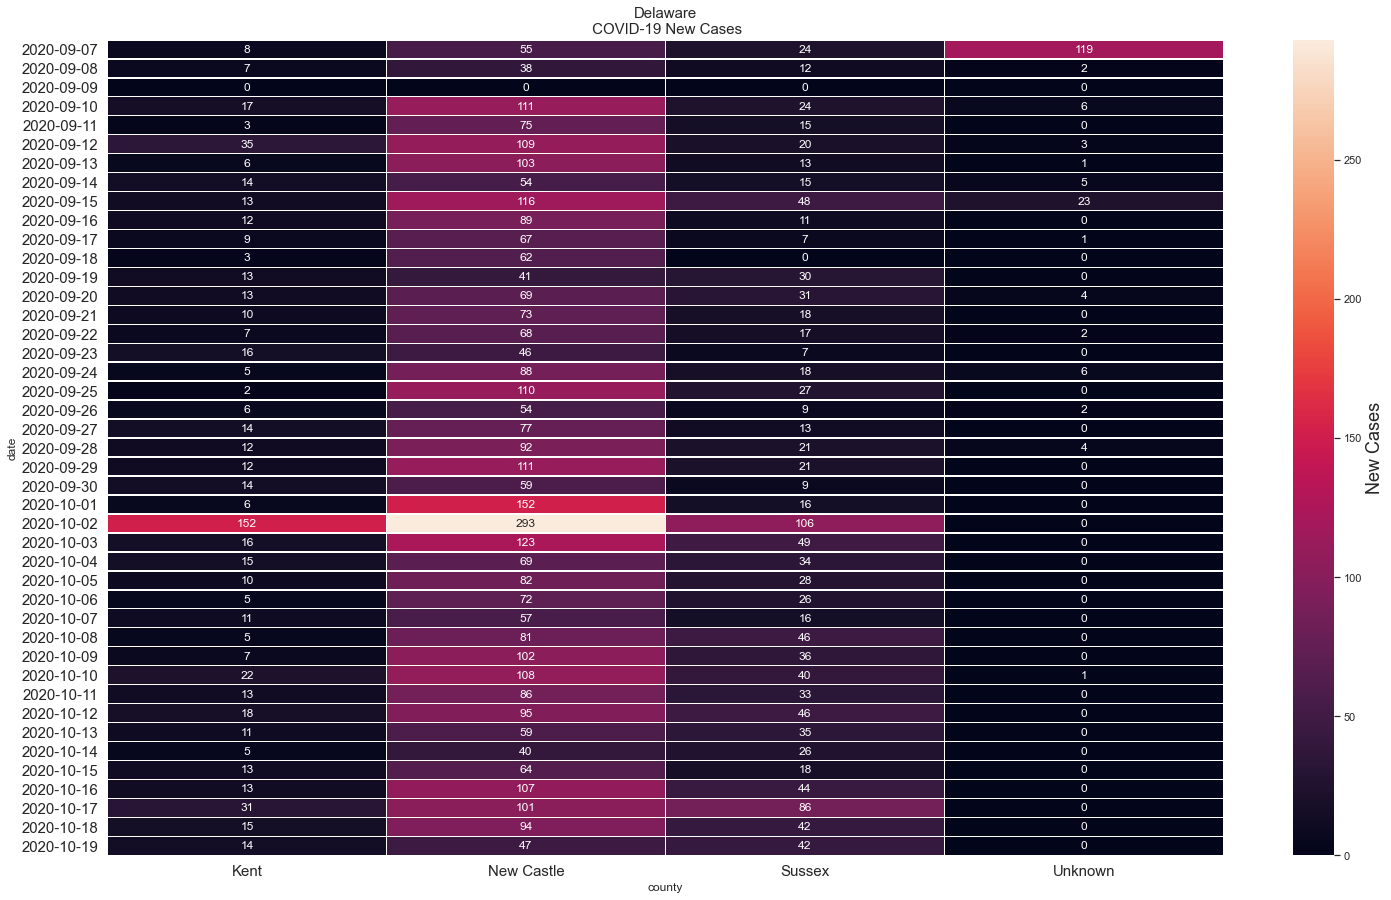 Delaware
COVID-19 New Cases
2020-09-07 8 55 24 119
2020-09-08 7 38 12 2
2020-09-09 0 0 0 0
2020-09-10 17 111 24 6
2020-09-11 3 75 15 0
2020-09-12 35 109 20 3
2020-09-13 6 103 13 1
2020-09-14 14 54 15 5
2020-09-15 13 116 48 23
2020-09-16 12 89 11 0
2020-09-17 9 67 7 1
2020-09-18 3 62 0 0
2020-09-19 13 41 30 0
2020-09-20 13 69 31 4
2020-09-21 10 73 18 0
2020-09-22 7 68 17 2
2020-09-23 16 46 7 0
2020-09-24 5 88 18 6
2020-09-25 2 110 27 0
2020-09-26 6 54 9 2
2020-09-27 14 77 13 0
2020-09-28 12 92 21 4
2020-09-29 12 111 21 0
2020-09-30 14 59 9 0
2020-10-01 6 152 16 0
2020-10-02 152 293 106 0
2020-10-03 16 123 49 0
2020-10-04 15 69 34 0
2020-10-05 10 82 28 0
2020-10-06 5 72 26 0
2020-10-07 11 57 16 0
2020-10-08 5 81 46 0
2020-10-09 7 102 36 0
2020-10-10 22 108 40 1
2020-10-11 13 86 33 0
2020-10-12 18 95 46 0
2020-10-13 11 59 35 0
2020-10-14 5 40 26 0
2020-10-15 13 64 18 0
2020-10-16 13 107 44 0
2020-10-17 31 101 86 0
2020-10-18 15 94 42 0
2020-10-19 14 47 42 0
Kent New Castle Sussex Unknown
county
date
250
200
150
100
50
0
New Cases